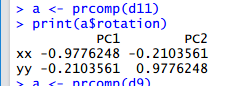 > a <- prcomp(d11)
> print(a$rotation)
PC1 PC2
xx -0.9776248 -0.2103561
yy -0.2103561 0.9776248
> a <- prcomp(d9)